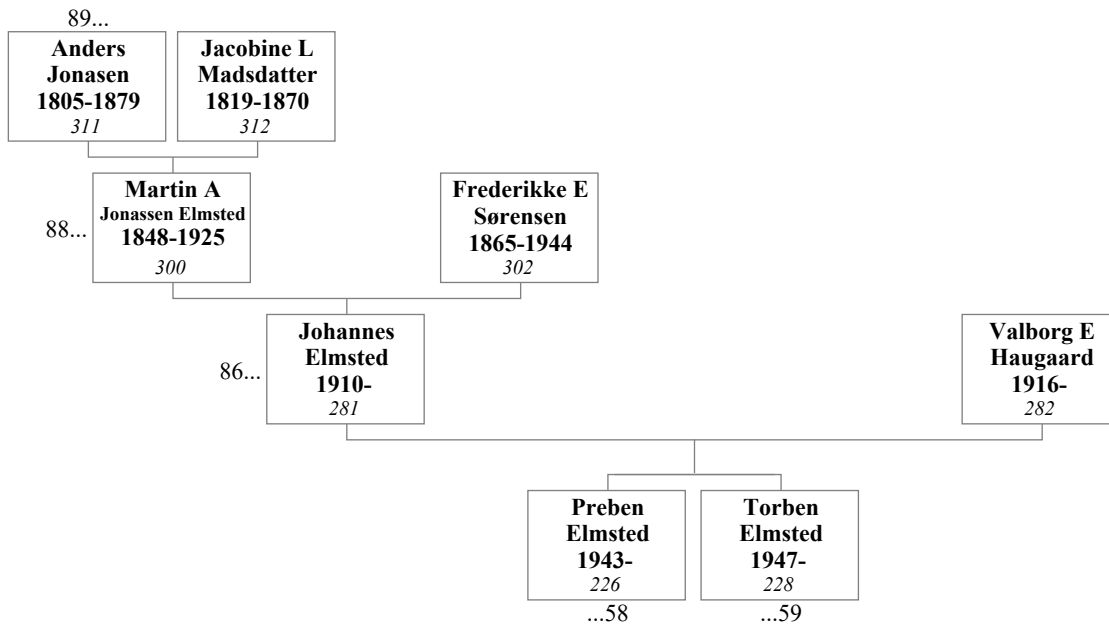 89...
Anders
Jonasen
1805-1879
311
Jacobine L
Madsdatter
1819-1870
312
88...
Martin A
Jonassen Elmsted
1848-1925
300
Frederikke E
Sørensen
1865-1944
302
86...
Johannes
Elmsted
1910-
281
Valborg E
Haugaard
1916-
282
Preben
Elmsted
1943-
226
...58
Torben
Elmsted
1947-
228
...59